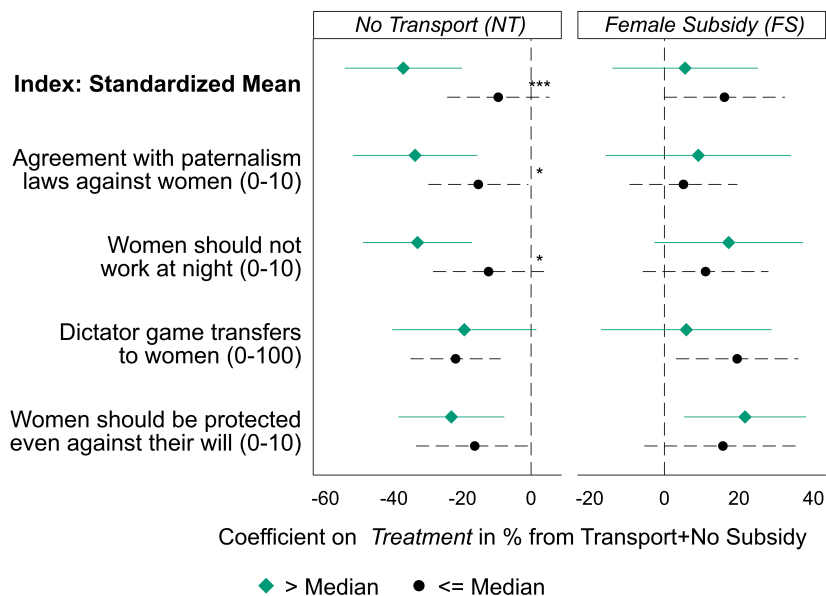 No Transport (NT)
Female Subsidy (FS)
Index: Standardized Mean
***
Agreement with paternalism
laws against women (0-10)
*
Women should not
work at night (0-10)
*
Dictator game transfers
to women (0-100)
Women should be protected
even against their will (0-10)
-60 -40 -20 0
-20 0 20 40
Coefficient on Treatment in % from Transport+No Subsidy
> Median
<= Median